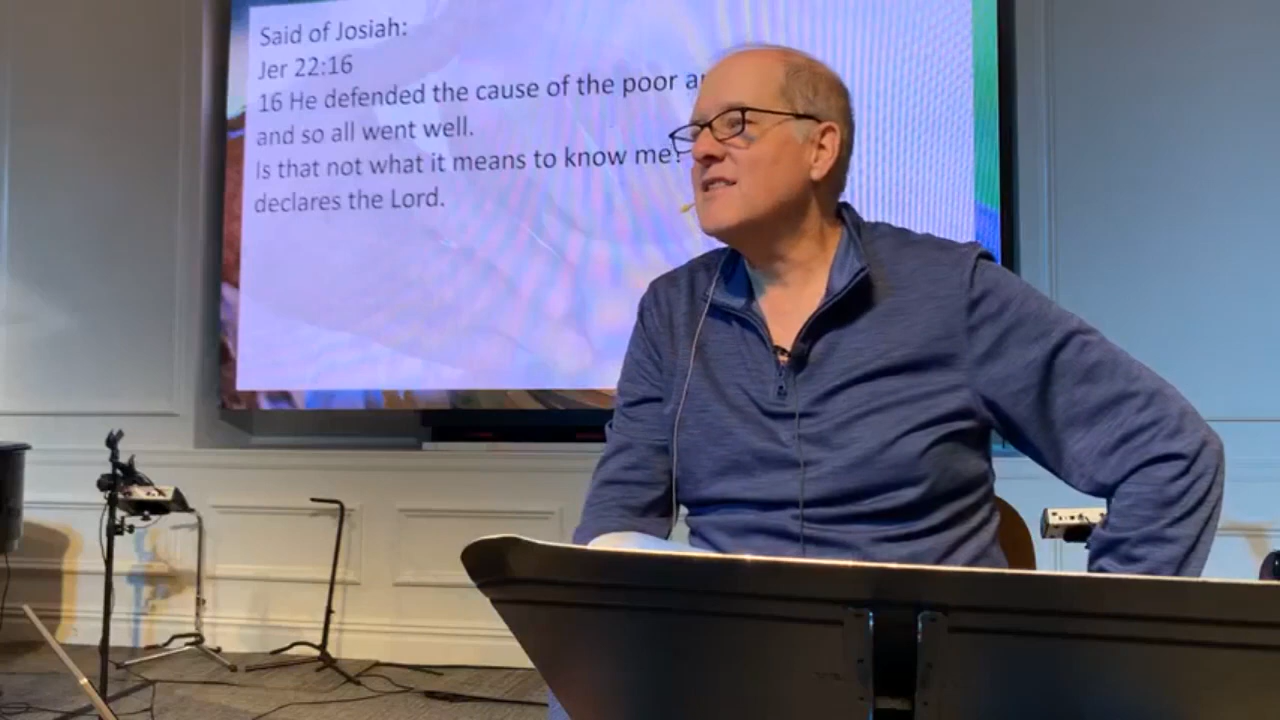 Said of Josiah:
Jer 22:16
16 He defended the cause of the poor
and so all went well.
Is that not what it means to know me?
declares the Lord.